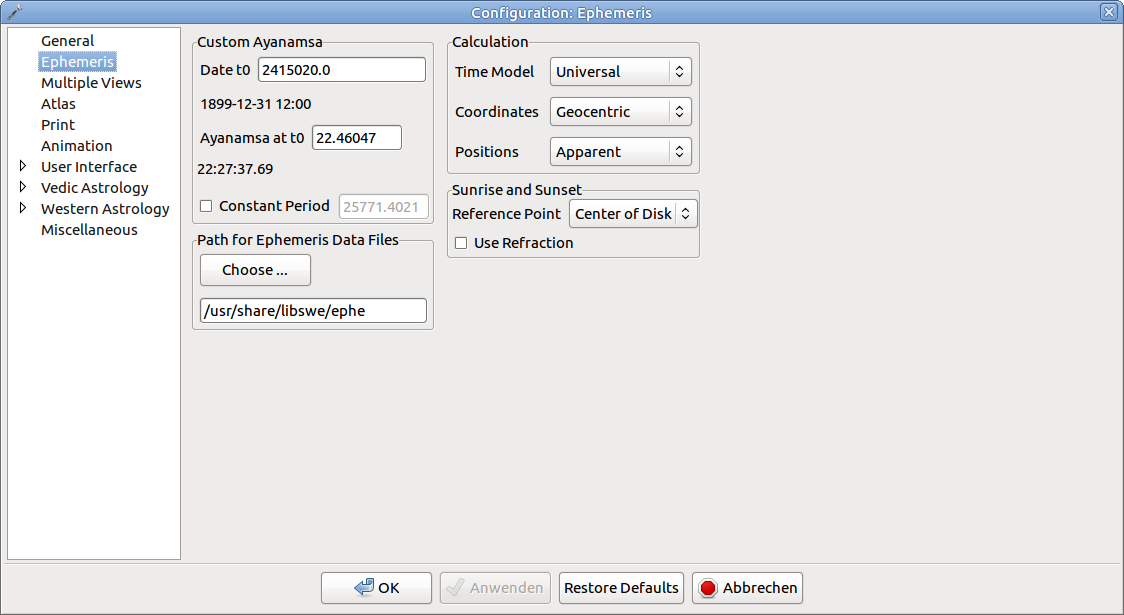 Configuration: Ephemeris
General
Ephemeris
Multiple Views
Atlas
Print
Animation
User Interface
Vedic Astrology
Western Astrology
Miscellaneous
Custom Ayanamsa
Date t0 2415020.0
1899-12-31 12:00
Ayanamsa at t0 22.46047
22:27:37.69
Constant Period 25771.4021
Path for Ephemeris Data Files
Choose ...
/usr/share/libswe/ephe
Calculation
Time Model Universal
Coordinates Geocentric
Positions Apparent
Sunrise and Sunset
Reference Point Center of Disk
Use Refraction
OK Anwenden Restore Defaults Abbrechen